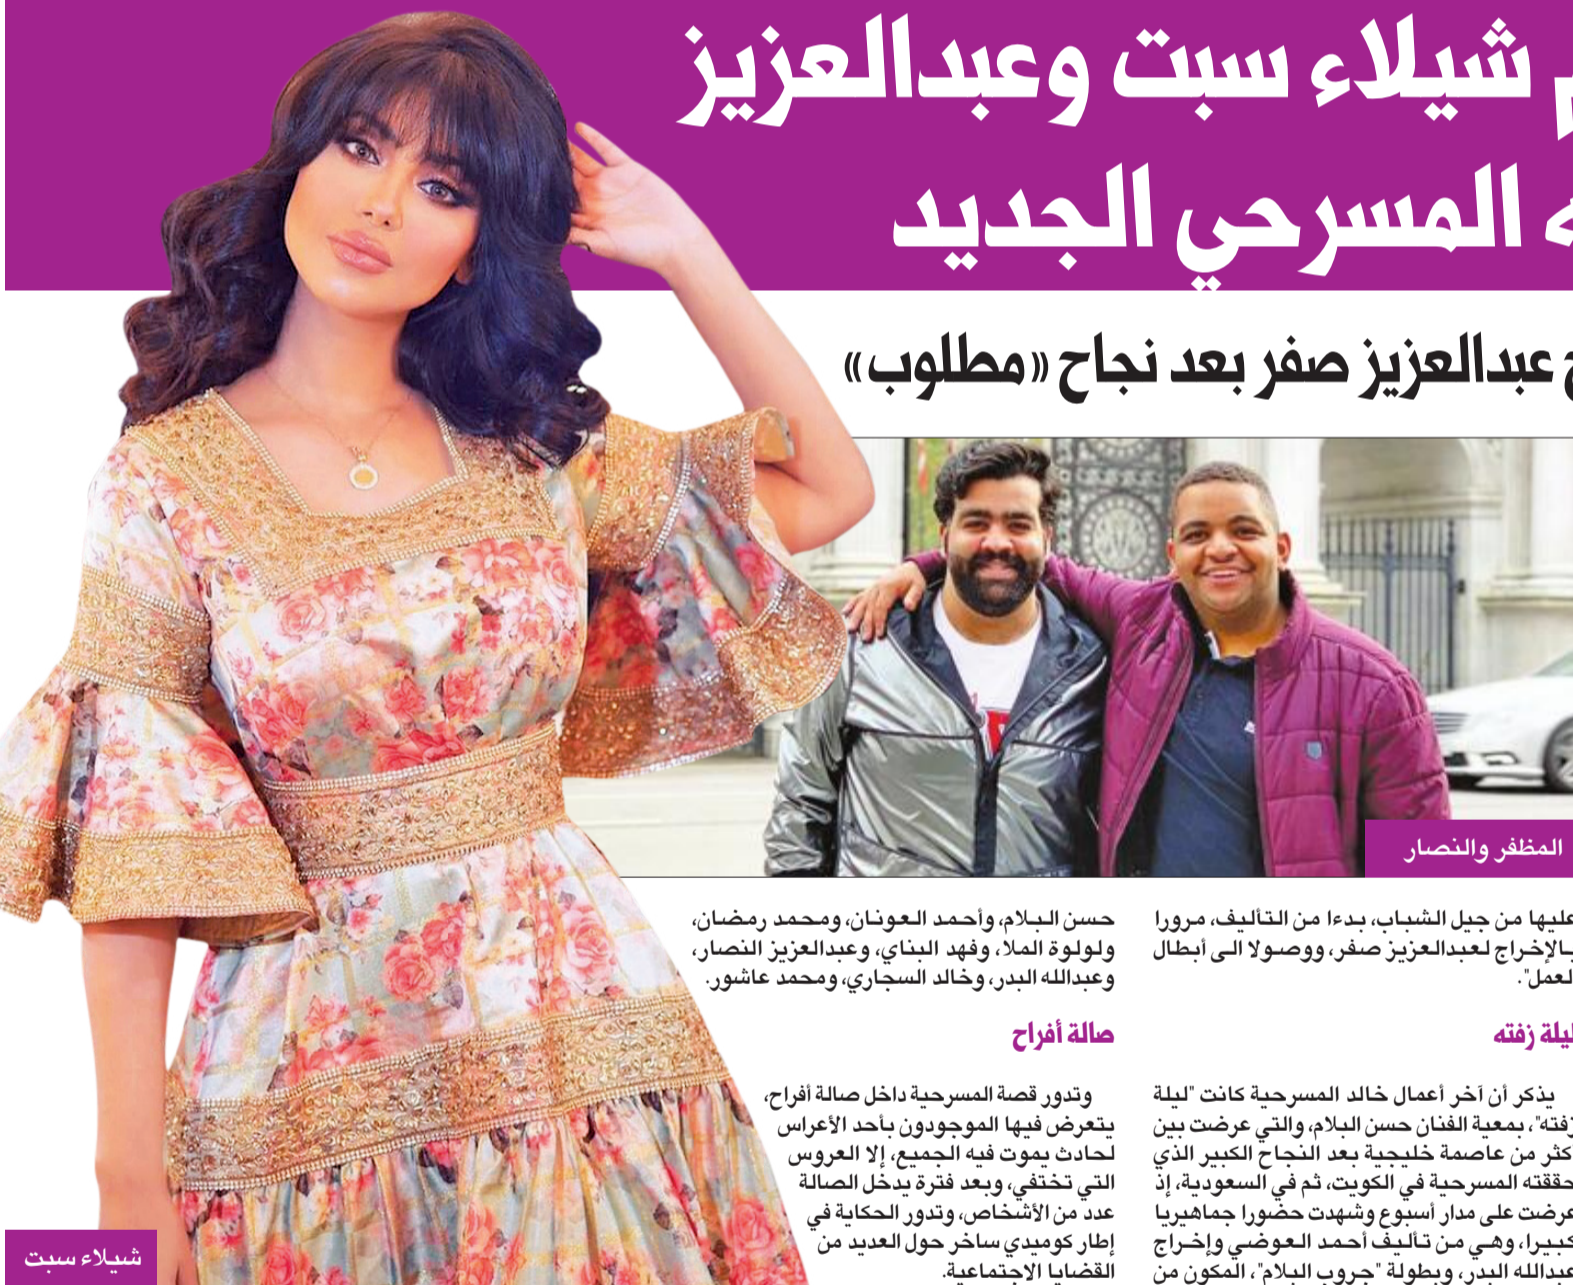 شيلاء سبت وعبدالعزيز
المسرحي الجديد
عبدالعزيز صفر بعد نجاح «مطلوب»
المظفر والنصار
عليها من جيل الشباب، بدءا من التأليف، مرورا
بالإخراج لعبدالعزيز صفر، ووصولا الى أبطال
لعمل".
ليلة زفته
يذكر أن آخر أعمال خالد المسرحية كانت "ليلة
زفته"، بمعية الفنان حسن البلام، والتي عرضت بين
أكثر من عاصمة خليجية بعد النجاح الكبير الذي
حققته المسرحية في الكويت، ثم في السعودية، إذ
عرضت على مدار أسبوع وشهدت حضورا جماهيريا
كبيرا، وهي من تأليف أحمد العوضي وإخراج
عبدالله البدر، وبطولة "جروب البلام"، المكون من
حسن البلام، وأحمد العونان، ومحمد رمضان،
ولولوة الملا، وفهد البناي، وعبدالعزيز النصار،
وعبدالله البدر، وخالد السجاري، ومحمد عاشور.
صالة أفراح
وتدور قصة المسرحية داخل صالة أفراح،
يتعرض فيها الموجودون بأحد الأعراس
لحادث يموت فيه الجميع، إلا العروس
التي تختفي، وبعد فترة يدخل الصالة
عدد من الأشخاص، وتدور الحكاية في
إطار كوميدي ساخر حول العديد من
القضايا الاجتماعية.
شيلاء سبت